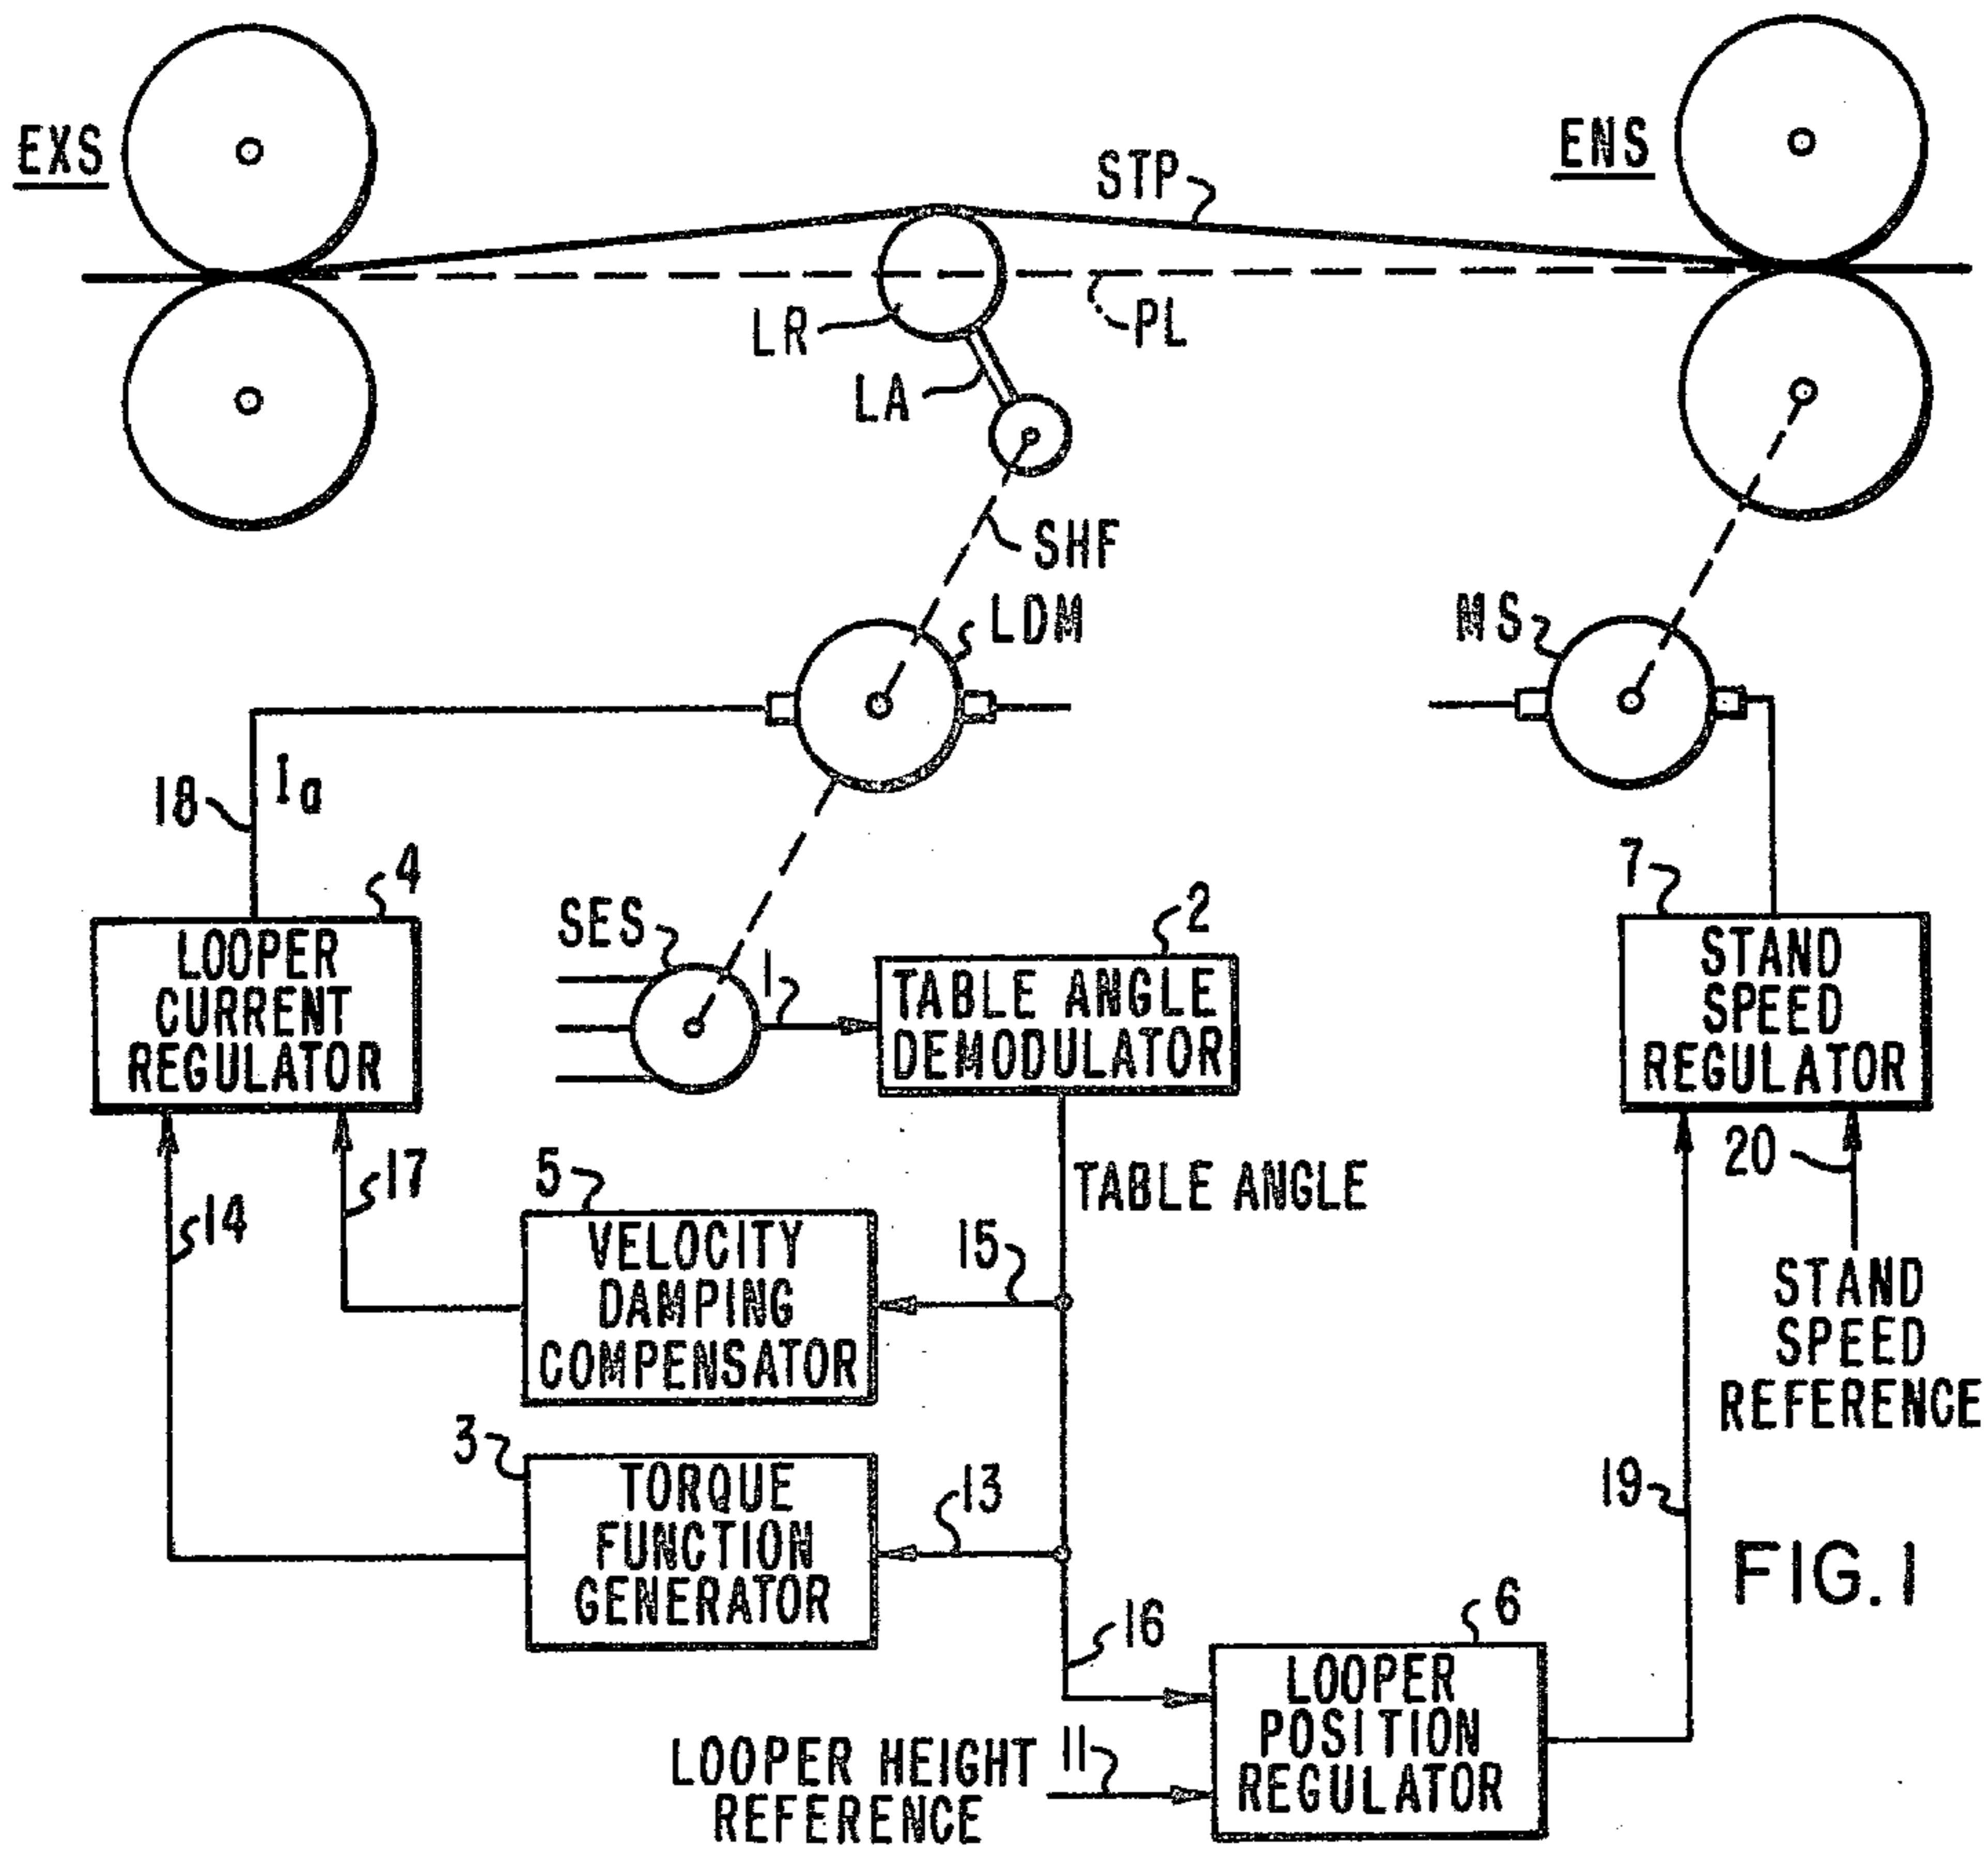 EXS
ENS
STP
LR
PL
LA
SHF
LDM
MS
18
Ia
4
LOOPER
CURRENT
REGULATOR
SES
1
2
TABLE ANGLE
DEMODULATOR
7
STAND
SPEED
REGULATOR
14
17
5
VELOCITY
DAMPING
COMPENSATOR
15
TABLE ANGLE
20
STAND
SPEED
REFERENCE
3
TORQUE
FUNCTION
GENERATOR
13
19
FIG. 1
16
6
LOOPER
POSITION
REGULATOR
LOOPER HEIGHT
REFERENCE
11